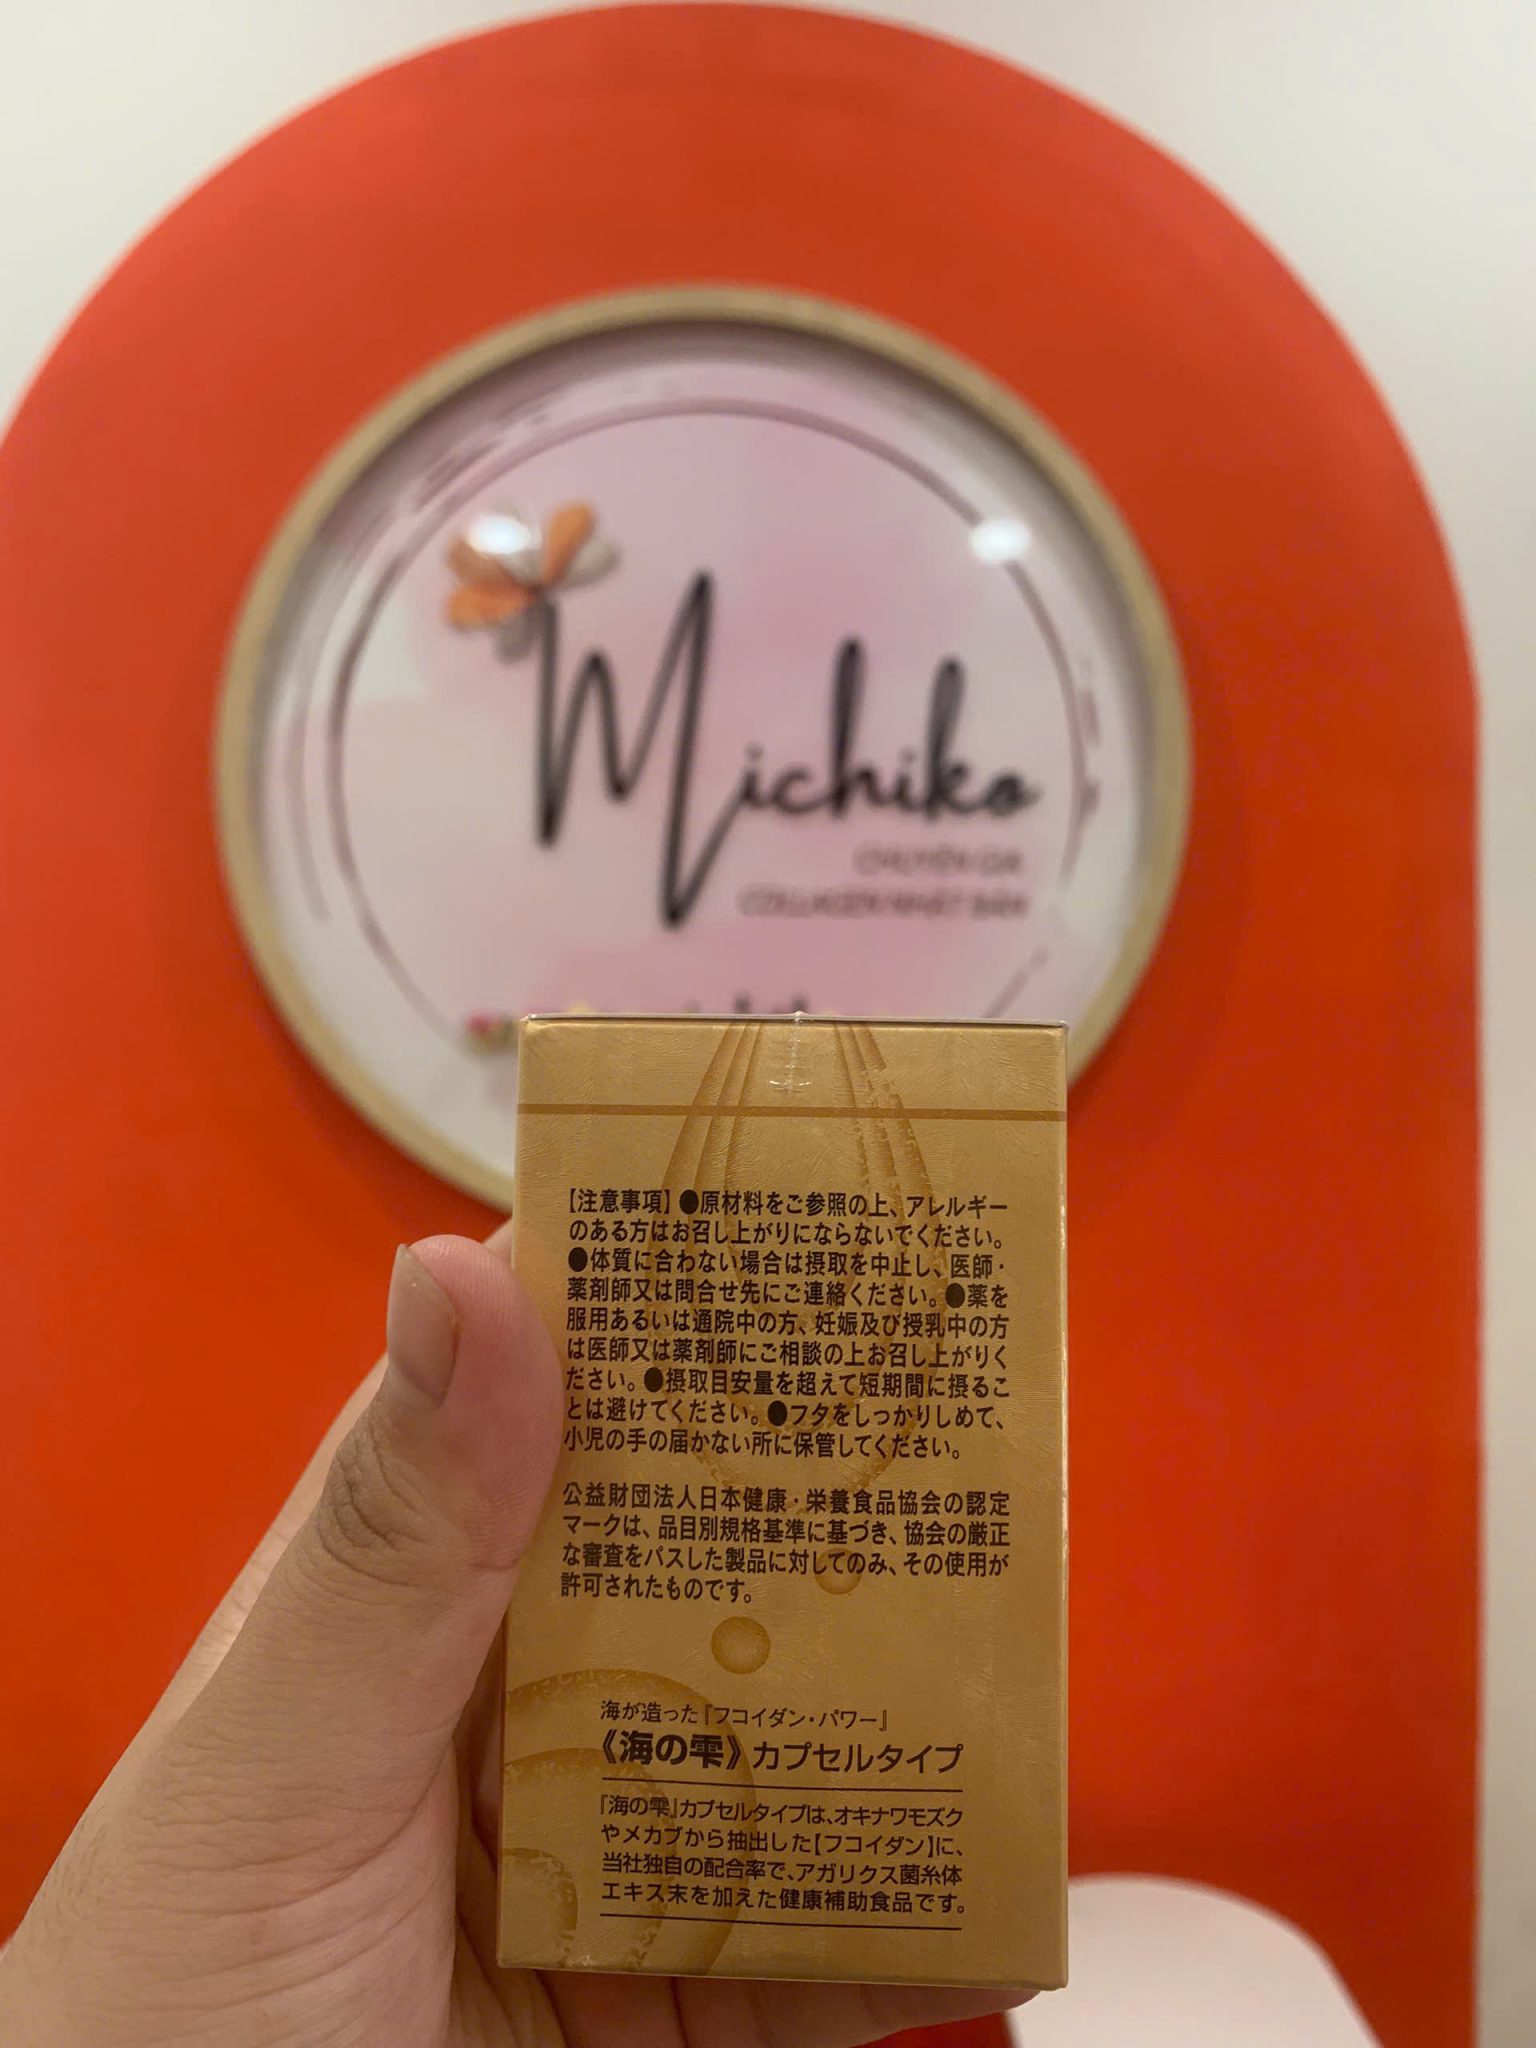 Michiko
CHUYÊN GIA
COLLAGEN NHẬT BẢN
【注意事項】●原材料をご参照の上、アレルギー
のある方はお召し上がりにならないでください。
●体質に合わない場合は摂取を中止し、医師・
薬剤師又は問合せ先にご連絡ください。●薬を
服用あるいは通院中の方、妊娠及び授乳中の方
は医師又は薬剤師にご相談の上お召し上がりく
ださい。●摂取目安量を超えて短期間に摂るこ
とは避けてください。●フタをしっかりしめて、
小児の手の届かない所に保管してください。
公益財団法人日本健康・栄養食品協会の認定
マークは、品目別規格基準に基づき、協会の厳正
な審査をパスした製品に対してのみ、その使用が
許可されたものです。
海が造った『フコイダン・パワー』
《海の雫》カプセルタイプ
『海の雫』カプセルタイプは、オキナワモズク
やメカブから抽出した【フコイダン】に、
当社独自の配合率で、アガリクス菌糸体
エキス末を加えた健康補助食品です。